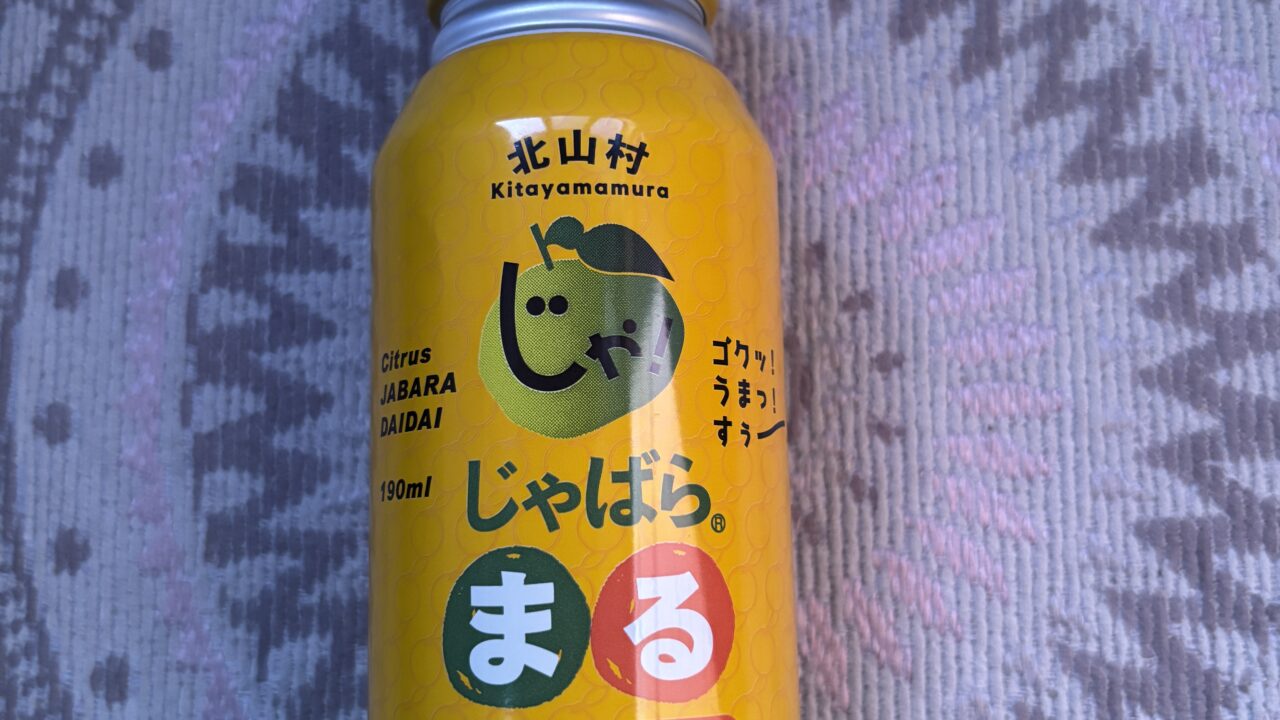 北山村
Kitayamamura
じゃ!
Citrus
JABARA
DAIDAI
190ml
ゴクッ!
うまっ!
すぅー
じゃばら®
まる